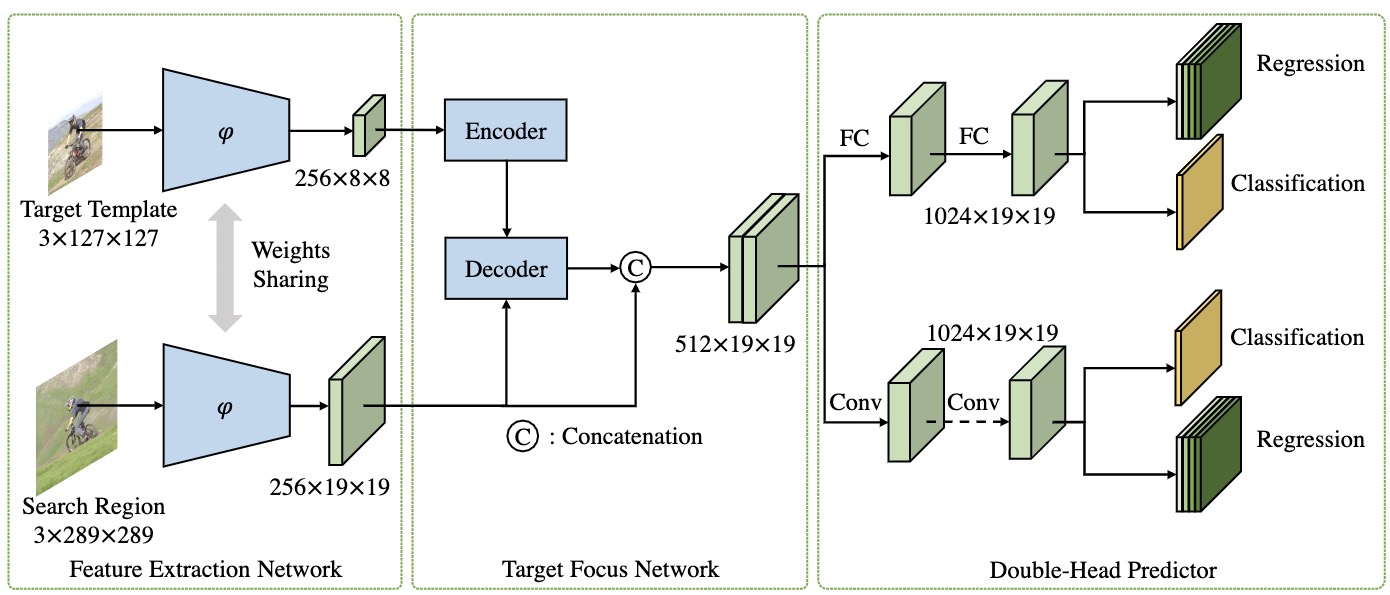 φ
256×8×8
Target Template
3×127×127
Weights
Sharing
φ
256×19×19
Search Region
3×289×289
Feature Extraction Network
Encoder
Decoder
C
512×19×19
C : Concatenation
Target Focus Network
FC
FC
1024×19×19
Regression
Classification
1024×19×19
Conv
Conv
Classification
Regression
Double-Head Predictor